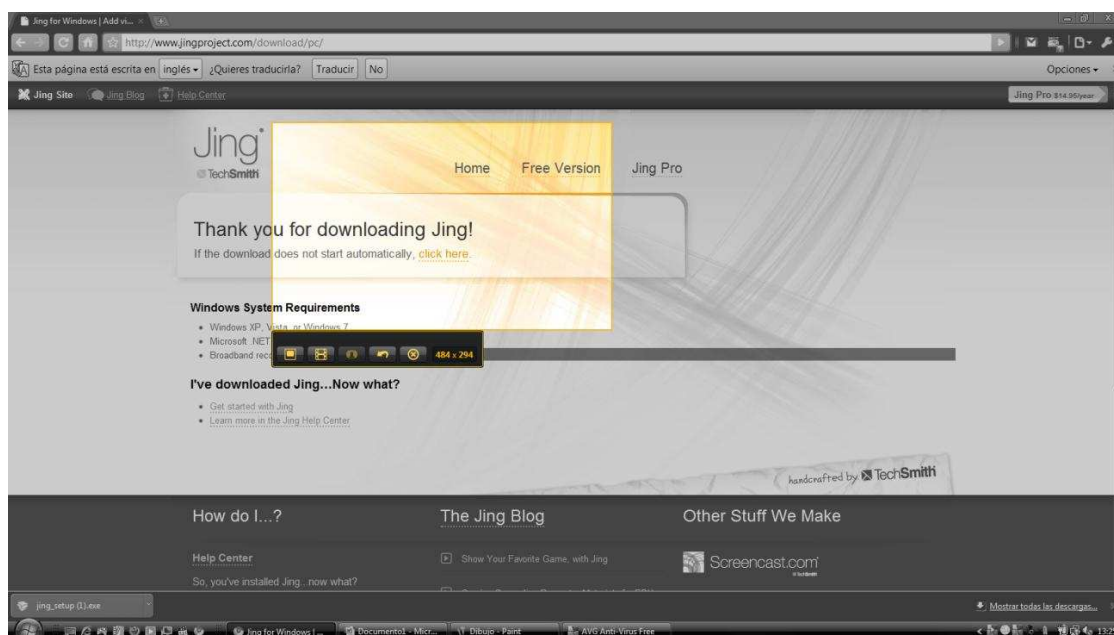 Jing for Windows | Add vi...
http://www.jingproject.com/download/pc/
Esta página está escrita en inglés ¿Quieres traducirla? Traducir No Opciones
Jing Site Jing Blog Help Center Jing Pro $14.95/year
Jing
TechSmith
Home Free Version Jing Pro
Thank you for downloading Jing!
If the download does not start automatically, click here.
Windows System Requirements
Windows XP, Vista, or Windows 7
Microsoft .NET
Broadband
484 x 294
I've downloaded Jing...Now what?
Get started with Jing
Learn more in the Jing Help Center
handcrafted by TechSmith
How do I...? The Jing Blog Other Stuff We Make
Help Center Show Your Favorite Game, with Jing Screencast.com
So, you've installed Jing...now what?
jing_setup (1).exe Mostrar todas las descargas...
Jing for Windows | ... Documento1 - Micr... Dibujo - Paint AVG Anti-Virus Free